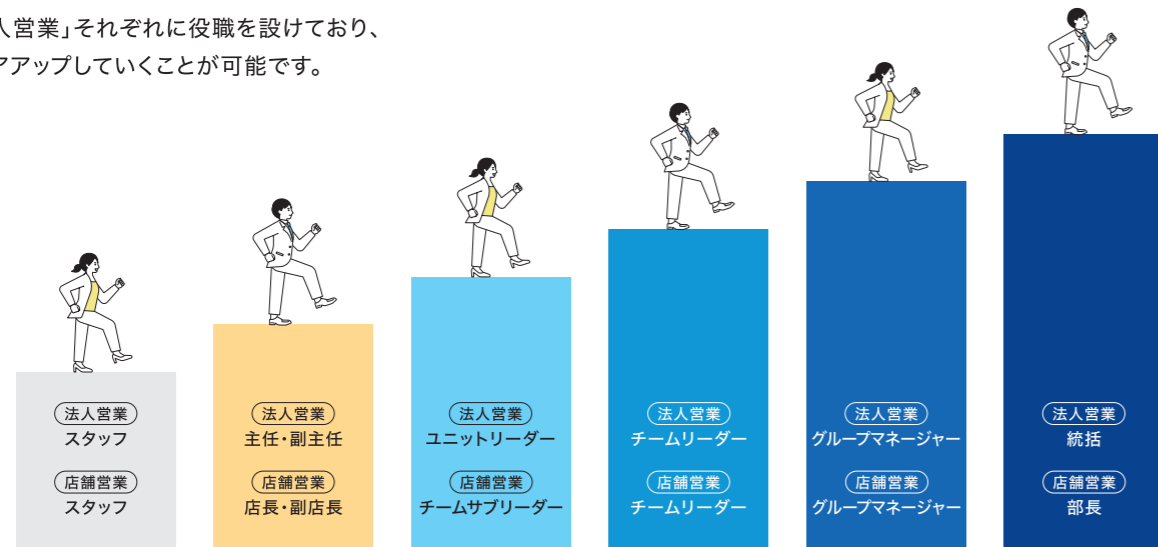 人営業」それぞれに役職を設けており、
アアップしていくことが可能です。
法人営業
スタッフ
店舗営業
スタッフ
法人営業
主任・副主任
店舗営業
店長・副店長
法人営業
ユニットリーダー
店舗営業
チームサブリーダー
法人営業
チームリーダー
店舗営業
チームリーダー
法人営業
グループマネージャー
店舗営業
グループマネージャー
法人営業
統括
店舗営業
部長